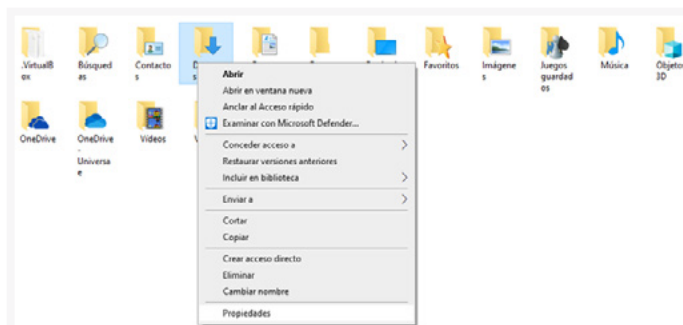 .VirtualB
ox
Búsqued
as
Contacto
s
D
s
Favoritos
Imágene
s
Juegos
guardad
os
Música
Objeto
3D
OneDrive
OneDrive
-
Universa
e
Vídeos
V
Abrir
Abrir en ventana nueva
Anclar al Acceso rápido
Examinar con Microsoft Defender...
Conceder acceso a
Restaurar versiones anteriores
Incluir en biblioteca
Enviar a
Cortar
Copiar
Crear acceso directo
Eliminar
Cambiar nombre
Propiedades